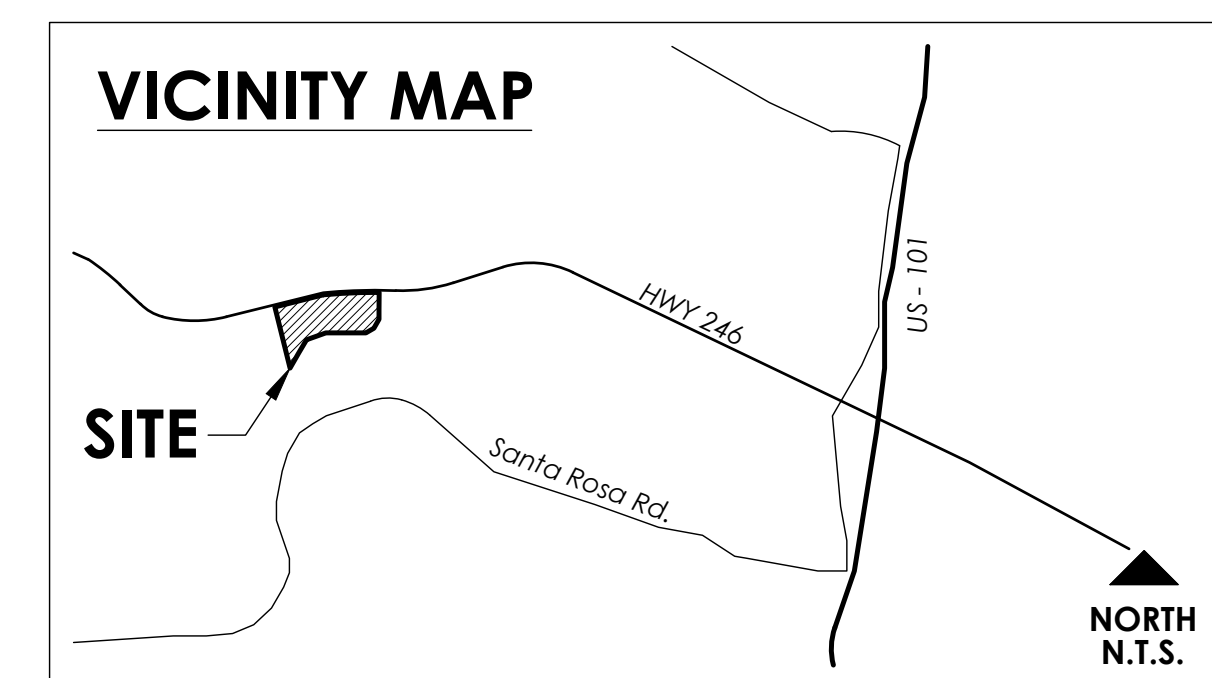 VICINITY MAP
US - 101
HWY 246
SITE
Santa Rosa Rd.
NORTH
N.T.S.